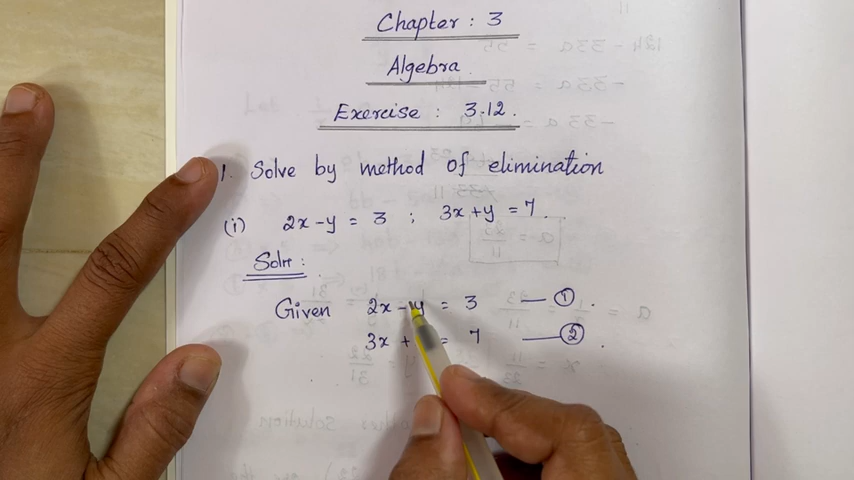 Chapter : 3
Algebra
Exercise : 3.12.
1. Solve by method of elimination
(i) 2x - y = 3 ; 3x + y = 7.
Soln :
Given 2x - y = 3 — ①.
3x + = 7 — ②.